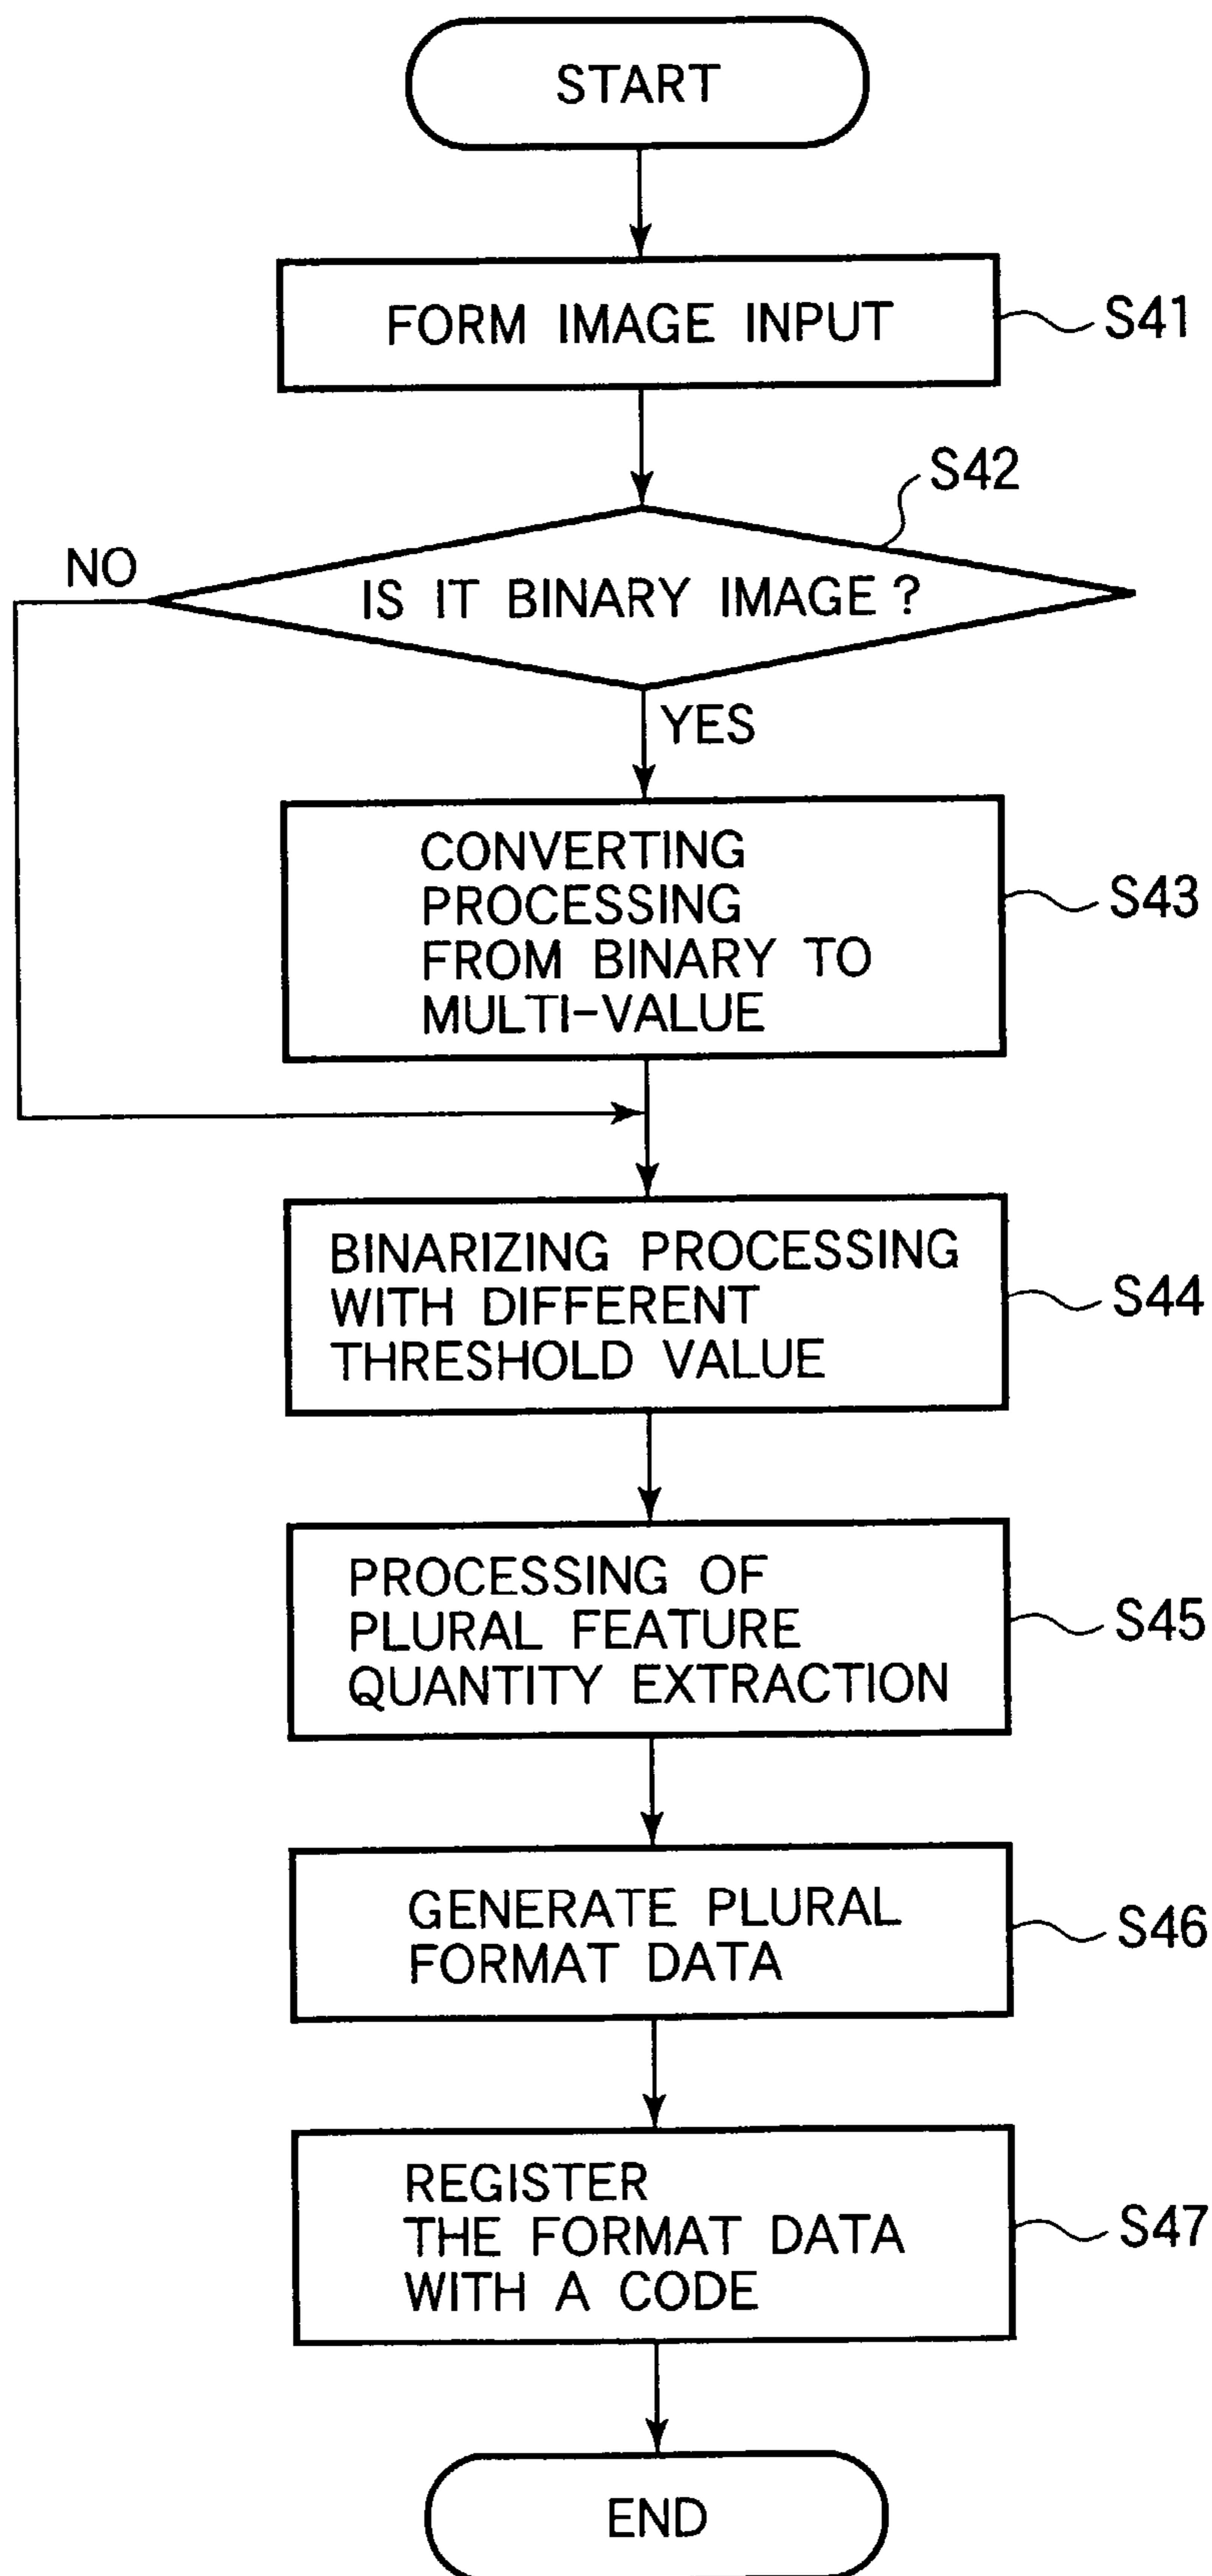 START
FORM IMAGE INPUT
S41
S42
NO
IS IT BINARY IMAGE ?
YES
CONVERTING
PROCESSING
FROM BINARY TO
MULTI-VALUE
S43
BINARIZING PROCESSING
WITH DIFFERENT
THRESHOLD VALUE
S44
PROCESSING OF
PLURAL FEATURE
QUANTITY EXTRACTION
S45
GENERATE PLURAL
FORMAT DATA
S46
REGISTER
THE FORMAT DATA
WITH A CODE
S47
END